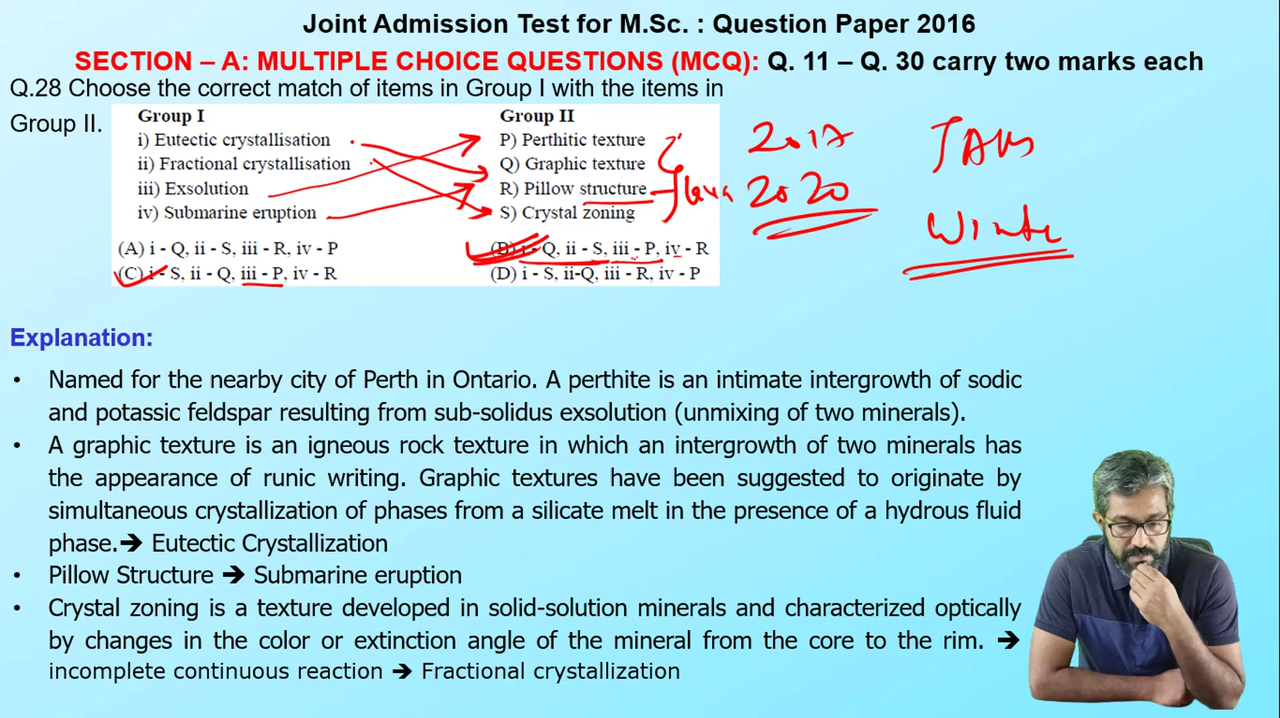 Joint Admission Test for M.Sc. : Question Paper 2016
SECTION – A: MULTIPLE CHOICE QUESTIONS (MCQ): Q. 11 – Q. 30 carry two marks each
Q.28 Choose the correct match of items in Group I with the items in
Group II.
Group I Group II
i) Eutectic crystallisation P) Perthitic texture
ii) Fractional crystallisation Q) Graphic texture
iii) Exsolution R) Pillow structure
iv) Submarine eruption S) Crystal zoning
(A) i - Q, ii - S, iii - R, iv - P (B) i - Q, ii - S, iii - P, iv - R
(C) i - S, ii - Q, iii - P, iv - R (D) i - S, ii-Q, iii - R, iv - P
2017
2020
Explanation:
• Named for the nearby city of Perth in Ontario. A perthite is an intimate intergrowth of sodic
and potassic feldspar resulting from sub-solidus exsolution (unmixing of two minerals).
• A graphic texture is an igneous rock texture in which an intergrowth of two minerals has
the appearance of runic writing. Graphic textures have been suggested to originate by
simultaneous crystallization of phases from a silicate melt in the presence of a hydrous fluid
phase.➔ Eutectic Crystallization
• Pillow Structure ➔ Submarine eruption
• Crystal zoning is a texture developed in solid-solution minerals and characterized optically
by changes in the color or extinction angle of the mineral from the core to the rim. ➔
incomplete continuous reaction ➔ Fractional crystallization